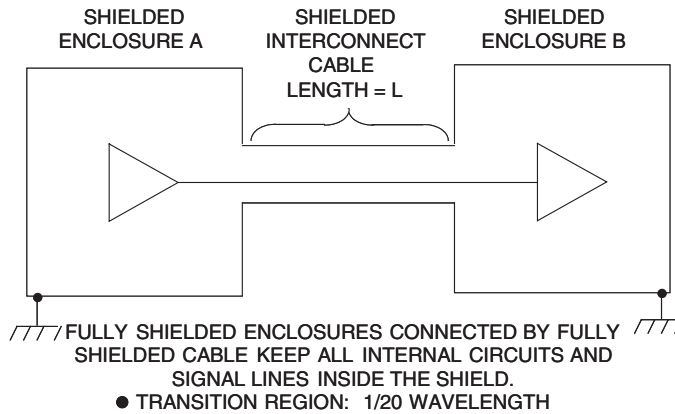 SHIELDED
ENCLOSURE A
SHIELDED
INTERCONNECT
CABLE
LENGTH = L
SHIELDED
ENCLOSURE B
FULLY SHIELDED ENCLOSURES CONNECTED BY FULLY
SHIELDED CABLE KEEP ALL INTERNAL CIRCUITS AND
SIGNAL LINES INSIDE THE SHIELD.
● TRANSITION REGION: 1/20 WAVELENGTH